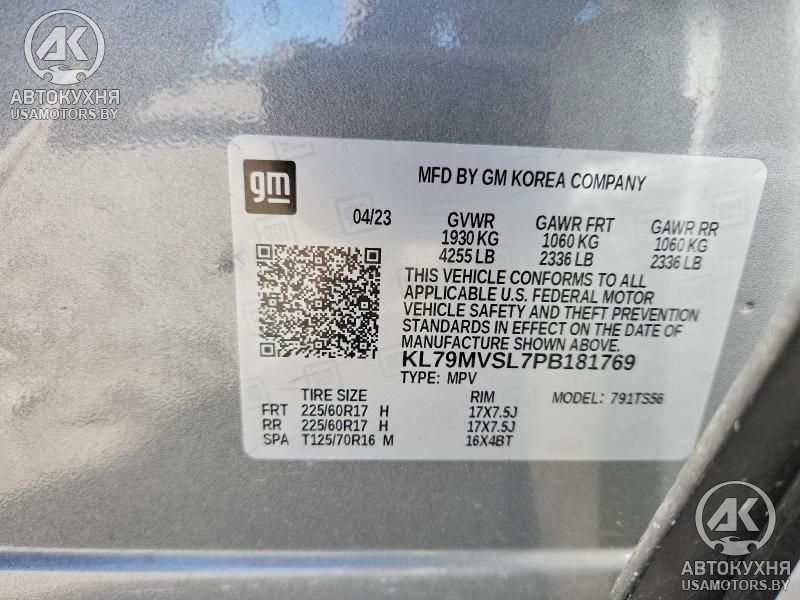 AK
АВТОКУХНЯ
USAMOTORS.BY
gm
MFD BY GM KOREA COMPANY
04/23 GVWR GAWR FRT GAWR RR
1930 KG 1060 KG 1060 KG
4255 LB 2336 LB 2336 LB
THIS VEHICLE CONFORMS TO ALL
APPLICABLE U.S. FEDERAL MOTOR
VEHICLE SAFETY AND THEFT PREVENTION
STANDARDS IN EFFECT ON THE DATE OF
MANUFACTURE SHOWN ABOVE.
KL79MVSL7PB181769
TYPE: MPV
TIRE SIZE RIM MODEL: 791TS56
FRT 225/60R17 H 17X7.5J
RR 225/60R17 H 17X7.5J
SPA T125/70R16 M 16X4BT
AK
АВТОКУХНЯ
USAMOTORS.BY